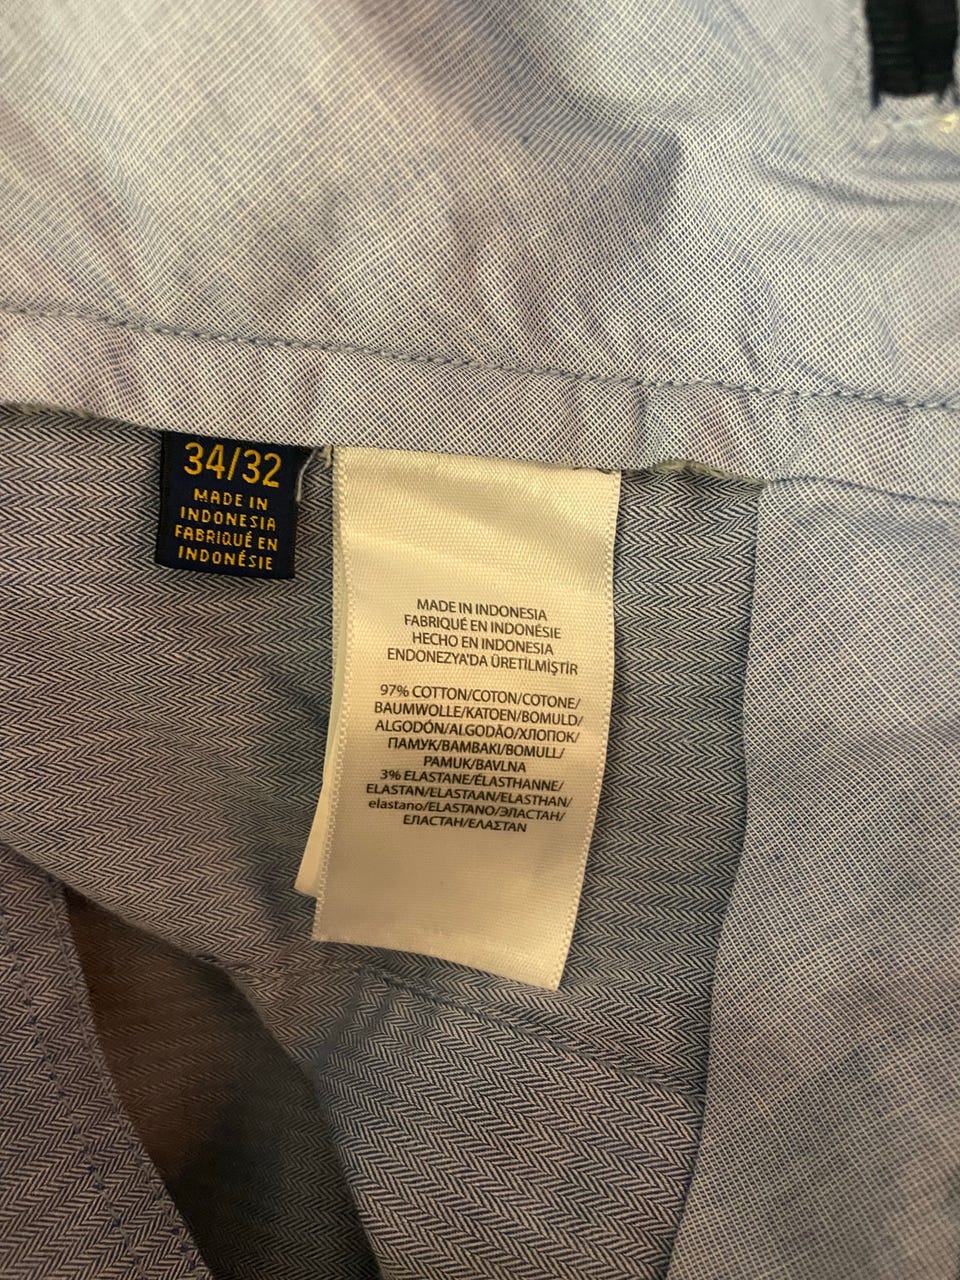 34/32
MADE IN
INDONESIA
FABRIQUÉ EN
INDONÉSIE
MADE IN INDONESIA
FABRIQUÉ EN INDONÉSIE
HECHO EN INDONESIA
ENDONEZYA'DA ÜRETİLMİŞTİR
97% COTTON/COTON/COTONE/
BAUMWOLLE/KATOEN/BOMULD/
ALGODÓN/ALGODÃO/ХЛОПОК/
ПАМУК/BAMBAKI/BOMULL/
PAMUK/BAVLNA
3% ELASTANE/ÉLASTHANNE/
ELASTAN/ELASTAAN/ELASTHAN/
elastano/ELASTANO/ЭЛАСТАН/
ЕЛАСТАН/ΕΛΑΣΤΑΝ